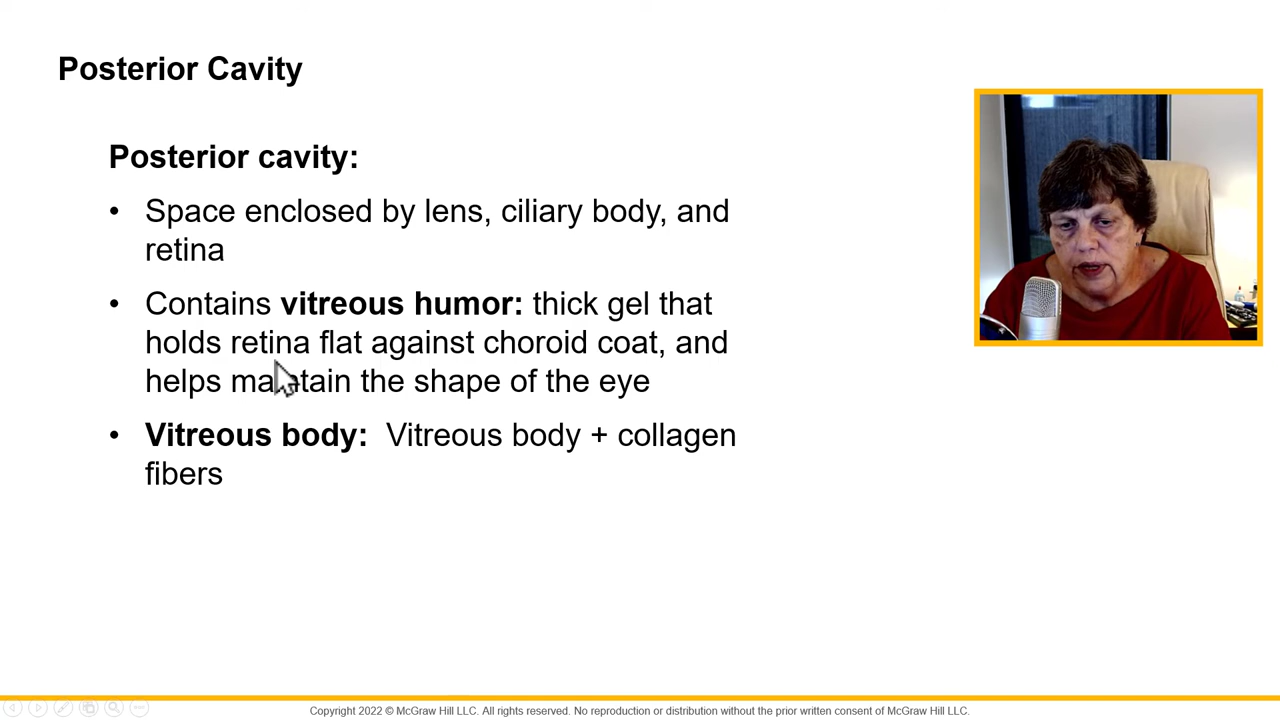 Posterior Cavity
Posterior cavity:
• Space enclosed by lens, ciliary body, and
retina
• Contains vitreous humor: thick gel that
holds retina flat against choroid coat, and
helps maintain the shape of the eye
• Vitreous body: Vitreous body + collagen
fibers
Copyright 2022 © McGraw Hill LLC. All rights reserved. No reproduction or distribution without the prior written consent of McGraw Hill LLC.